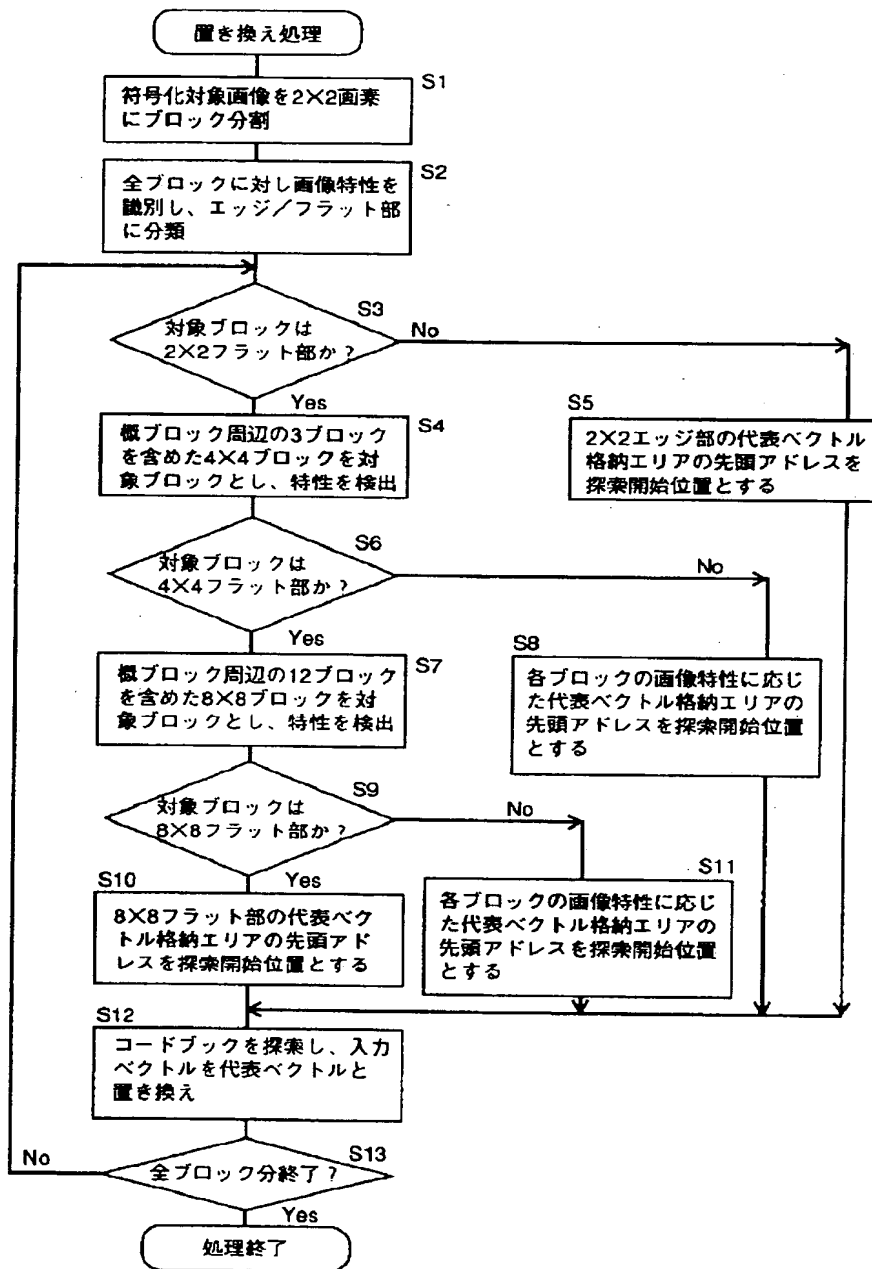 置き換え処理
S1
符号化対象画像を2×2画素
にブロック分割
S2
全ブロックに対し画像特性を
識別し、エッジ／フラット部
に分類
S3
対象ブロックは
2×2フラット部か？
No
Yes
S4
概ブロック周辺の3ブロック
を含めた4×4ブロックを対
象ブロックとし、特性を検出
S5
2×2エッジ部の代表ベクトル
格納エリアの先頭アドレスを
探索開始位置とする
S6
対象ブロックは
4×4フラット部か？
No
Yes
S7
概ブロック周辺の12ブロック
を含めた8×8ブロックを対
象ブロックとし、特性を検出
S8
各ブロックの画像特性に応じ
た代表ベクトル格納エリアの
先頭アドレスを探索開始位置
とする
S9
対象ブロックは
8×8フラット部か？
No
Yes
S10
8×8フラット部の代表ベク
トル格納エリアの先頭アド
レスを探索開始位置とする
S11
各ブロックの画像特性に応じ
た代表ベクトル格納エリアの
先頭アドレスを探索開始位置
とする
S12
コードブックを探索し、入力
ベクトルを代表ベクトルと
置き換え
S13
全ブロック分終了？
No
Yes
処理終了